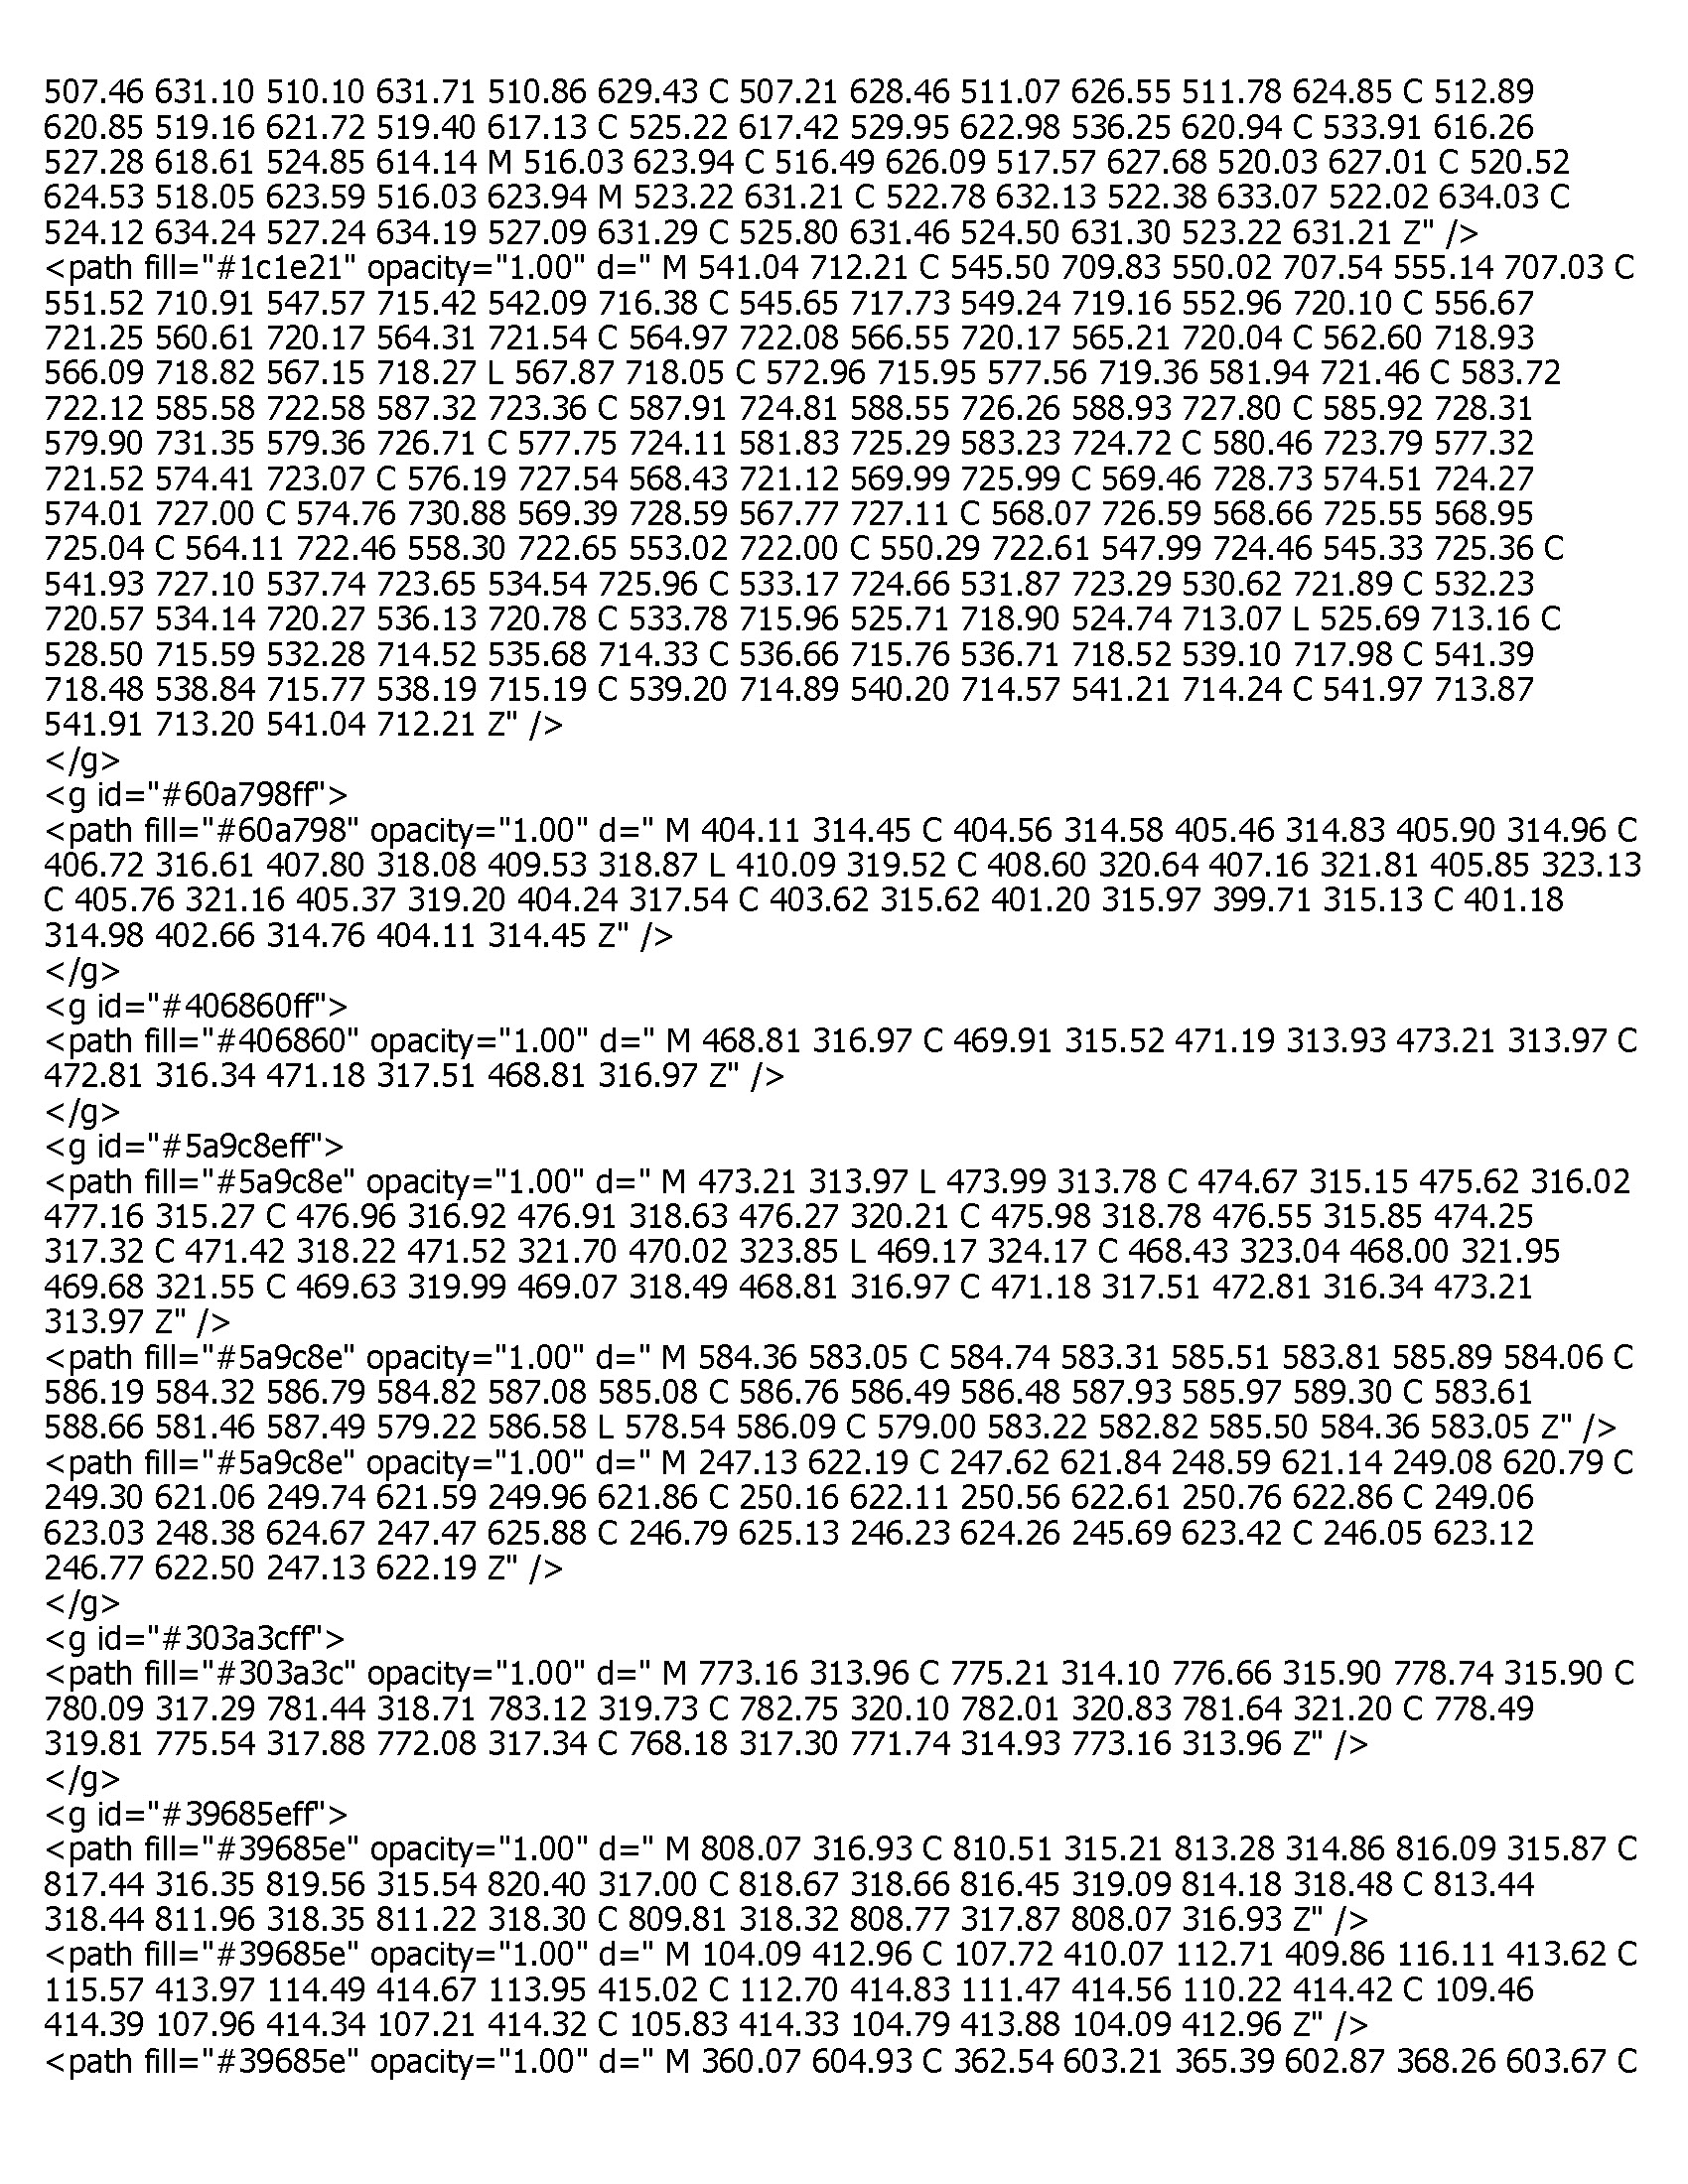 507.46 631.10 510.10 631.71 510.86 629.43 C 507.21 628.46 511.07 626.55 511.78 624.85 C 512.89
620.85 519.16 621.72 519.40 617.13 C 525.22 617.42 529.95 622.98 536.25 620.94 C 533.91 616.26
527.28 618.61 524.85 614.14 M 516.03 623.94 C 516.49 626.09 517.57 627.68 520.03 627.01 C 520.52
624.53 518.05 623.59 516.03 623.94 M 523.22 631.21 C 522.78 632.13 522.38 633.07 522.02 634.03 C
524.12 634.24 527.24 634.19 527.09 631.29 C 525.80 631.46 524.50 631.30 523.22 631.21 Z" />
<path fill="#1c1e21" opacity="1.00" d=" M 541.04 712.21 C 545.50 709.83 550.02 707.54 555.14 707.03 C
551.52 710.91 547.57 715.42 542.09 716.38 C 545.65 717.73 549.24 719.16 552.96 720.10 C 556.67
721.25 560.61 720.17 564.31 721.54 C 564.97 722.08 566.55 720.17 565.21 720.04 C 562.60 718.93
566.09 718.82 567.15 718.27 L 567.87 718.05 C 572.96 715.95 577.56 719.36 581.94 721.46 C 583.72
722.12 585.58 722.58 587.32 723.36 C 587.91 724.81 588.55 726.26 588.93 727.80 C 585.92 728.31
579.90 731.35 579.36 726.71 C 577.75 724.11 581.83 725.29 583.23 724.72 C 580.46 723.79 577.32
721.52 574.41 723.07 C 576.19 727.54 568.43 721.12 569.99 725.99 C 569.46 728.73 574.51 724.27
574.01 727.00 C 574.76 730.88 569.39 728.59 567.77 727.11 C 568.07 726.59 568.66 725.55 568.95
725.04 C 564.11 722.46 558.30 722.65 553.02 722.00 C 550.29 722.61 547.99 724.46 545.33 725.36 C
541.93 727.10 537.74 723.65 534.54 725.96 C 533.17 724.66 531.87 723.29 530.62 721.89 C 532.23
720.57 534.14 720.27 536.13 720.78 C 533.78 715.96 525.71 718.90 524.74 713.07 L 525.69 713.16 C
528.50 715.59 532.28 714.52 535.68 714.33 C 536.66 715.76 536.71 718.52 539.10 717.98 C 541.39
718.48 538.84 715.77 538.19 715.19 C 539.20 714.89 540.20 714.57 541.21 714.24 C 541.97 713.87
541.91 713.20 541.04 712.21 Z" />
</g>
<g id="#60a798ff">
<path fill="#60a798" opacity="1.00" d=" M 404.11 314.45 C 404.56 314.58 405.46 314.83 405.90 314.96 C
406.72 316.61 407.80 318.08 409.53 318.87 L 410.09 319.52 C 408.60 320.64 407.16 321.81 405.85 323.13
C 405.76 321.16 405.37 319.20 404.24 317.54 C 403.62 315.62 401.20 315.97 399.71 315.13 C 401.18
314.98 402.66 314.76 404.11 314.45 Z" />
</g>
<g id="#406860ff">
<path fill="#406860" opacity="1.00" d=" M 468.81 316.97 C 469.91 315.52 471.19 313.93 473.21 313.97 C
472.81 316.34 471.18 317.51 468.81 316.97 Z" />
</g>
<g id="#5a9c8eff">
<path fill="#5a9c8e" opacity="1.00" d=" M 473.21 313.97 L 473.99 313.78 C 474.67 315.15 475.62 316.02
477.16 315.27 C 476.96 316.92 476.91 318.63 476.27 320.21 C 475.98 318.78 476.55 315.85 474.25
317.32 C 471.42 318.22 471.52 321.70 470.02 323.85 L 469.17 324.17 C 468.43 323.04 468.00 321.95
469.68 321.55 C 469.63 319.99 469.07 318.49 468.81 316.97 C 471.18 317.51 472.81 316.34 473.21
313.97 Z" />
<path fill="#5a9c8e" opacity="1.00" d=" M 584.36 583.05 C 584.74 583.31 585.51 583.81 585.89 584.06 C
586.19 584.32 586.79 584.82 587.08 585.08 C 586.76 586.49 586.48 587.93 585.97 589.30 C 583.61
588.66 581.46 587.49 579.22 586.58 L 578.54 586.09 C 579.00 583.22 582.82 585.50 584.36 583.05 Z" />
<path fill="#5a9c8e" opacity="1.00" d=" M 247.13 622.19 C 247.62 621.84 248.59 621.14 249.08 620.79 C
249.30 621.06 249.74 621.59 249.96 621.86 C 250.16 622.11 250.56 622.61 250.76 622.86 C 249.06
623.03 248.38 624.67 247.47 625.88 C 246.79 625.13 246.23 624.26 245.69 623.42 C 246.05 623.12
246.77 622.50 247.13 622.19 Z" />
</g>
<g id="#303a3cff">
<path fill="#303a3c" opacity="1.00" d=" M 773.16 313.96 C 775.21 314.10 776.66 315.90 778.74 315.90 C
780.09 317.29 781.44 318.71 783.12 319.73 C 782.75 320.10 782.01 320.83 781.64 321.20 C 778.49
319.81 775.54 317.88 772.08 317.34 C 768.18 317.30 771.74 314.93 773.16 313.96 Z" />
</g>
<g id="#39685eff">
<path fill="#39685e" opacity="1.00" d=" M 808.07 316.93 C 810.51 315.21 813.28 314.86 816.09 315.87 C
817.44 316.35 819.56 315.54 820.40 317.00 C 818.67 318.66 816.45 319.09 814.18 318.48 C 813.44
318.44 811.96 318.35 811.22 318.30 C 809.81 318.32 808.77 317.87 808.07 316.93 Z" />
<path fill="#39685e" opacity="1.00" d=" M 104.09 412.96 C 107.72 410.07 112.71 409.86 116.11 413.62 C
115.57 413.97 114.49 414.67 113.95 415.02 C 112.70 414.83 111.47 414.56 110.22 414.42 C 109.46
414.39 107.96 414.34 107.21 414.32 C 105.83 414.33 104.79 413.88 104.09 412.96 Z" />
<path fill="#39685e" opacity="1.00" d=" M 360.07 604.93 C 362.54 603.21 365.39 602.87 368.26 603.67 C